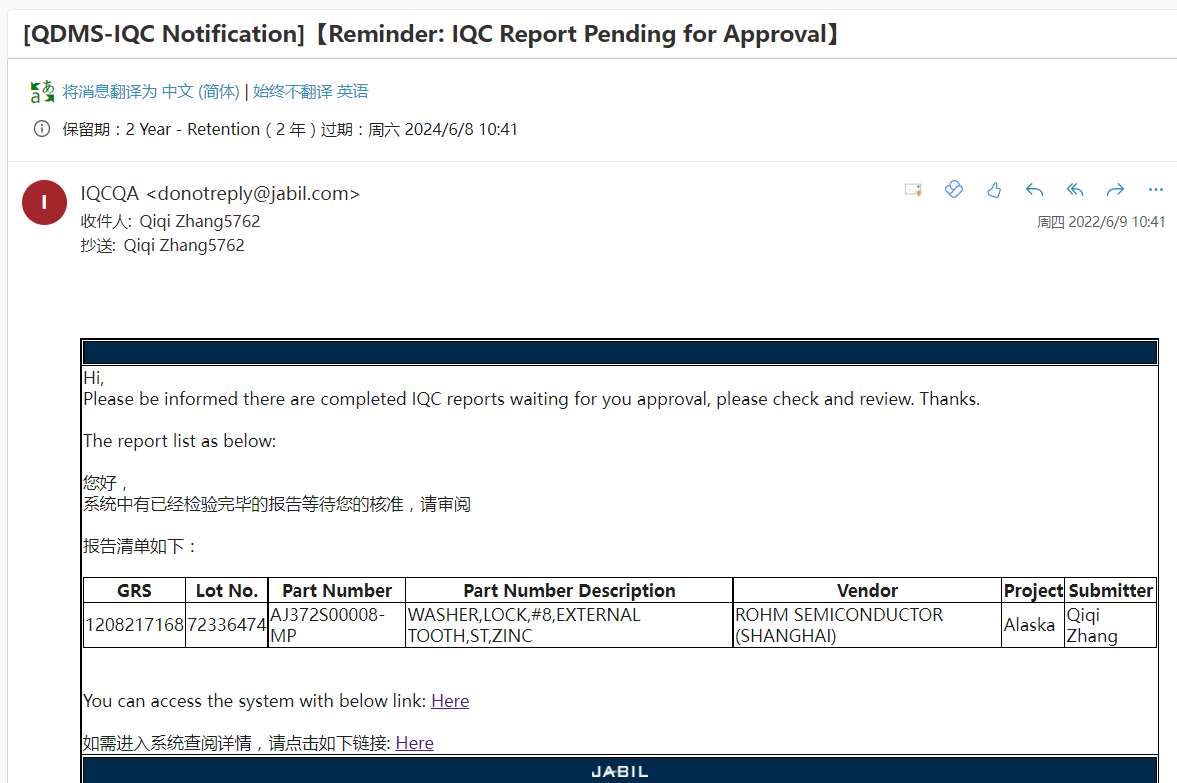 [QDMS-IQC Notification]【Reminder: IQC Report Pending for Approval】
将消息翻译为 中文 (简体) | 始终不翻译 英语
保留期：2 Year - Retention ( 2 年 ) 过期：周六 2024/6/8 10:41
I
IQCQA <donotreply@jabil.com>
收件人: Qiqi Zhang5762
抄送: Qiqi Zhang5762
周四 2022/6/9 10:41
Hi,
Please be informed there are completed IQC reports waiting for you approval, please check and review. Thanks.
The report list as below:
您好，
系统中有已经检验完毕的报告等待您的核准，请审阅
报告清单如下：
GRS Lot No. Part Number Part Number Description Vendor Project Submitter
1208217168 72336474 AJ372S00008-MP WASHER,LOCK,#8,EXTERNAL TOOTH,ST,ZINC ROHM SEMICONDUCTOR (SHANGHAI) Alaska Qiqi Zhang
You can access the system with below link: Here
如需进入系统查阅详情，请点击如下链接: Here
JABIL